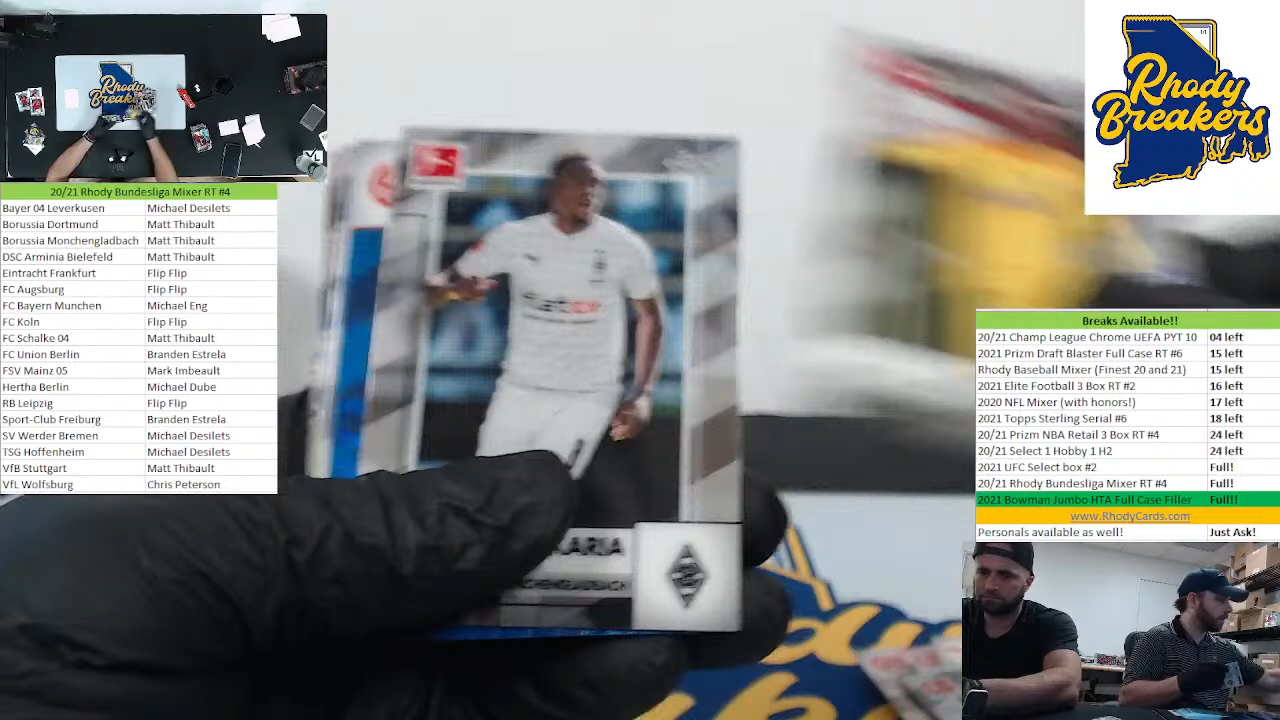 Rhody
Breakers
20/21 Rhody Bundesliga Mixer RT #4
Bayer 04 Leverkusen Michael Desilets
Borussia Dortmund Matt Thibault
Borussia Monchengladbach Matt Thibault
DSC Arminia Bielefeld Matt Thibault
Eintracht Frankfurt Flip Flip
FC Augsburg Flip Flip
FC Bayern Munchen Michael Eng
FC Koln Flip Flip
FC Schalke 04 Matt Thibault
FC Union Berlin Branden Estrela
FSV Mainz 05 Mark Imbeault
Hertha Berlin Michael Dube
RB Leipzig Flip Flip
Sport-Club Freiburg Branden Estrela
SV Werder Bremen Michael Desilets
TSG Hoffenheim Michael Desilets
VfB Stuttgart Matt Thibault
VfL Wolfsburg Chris Peterson
KARIA
Rhody
Breakers
Breaks Available!!
20/21 Champ League Chrome UEFA PYT 10 04 left
2021 Prizm Draft Blaster Full Case RT #6 15 left
Rhody Baseball Mixer (Finest 20 and 21) 15 left
2021 Elite Football 3 Box RT #2 16 left
2020 NFL Mixer (with honors!) 17 left
2021 Topps Sterling Serial #6 18 left
20/21 Prizm NBA Retail 3 Box RT #4 24 left
20/21 Select 1 Hobby 1 H2 24 left
2021 UFC Select box #2 Full!
20/21 Rhody Bundesliga Mixer RT #4 Full!
2021 Bowman Jumbo HTA Full Case Filler Full!!
www.RhodyCards.com
Personals available as well! Just Ask!